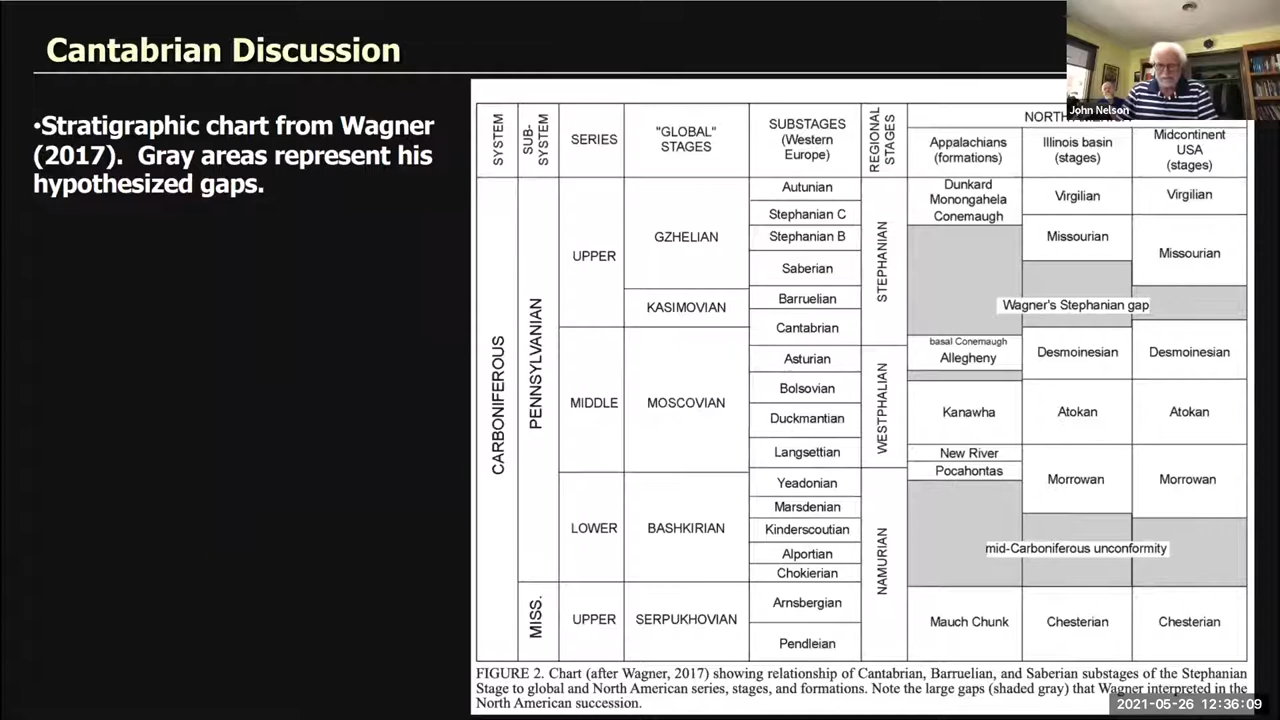 Cantabrian Discussion
•Stratigraphic chart from Wagner
(2017). Gray areas represent his
hypothesized gaps.
John Nelson
SYSTEM
SUB-
SYSTEM
SERIES
"GLOBAL"
STAGES
SUBSTAGES
(Western
Europe)
REGIONAL
STAGES
Appalachians
(formations)
Illinois basin
(stages)
Midcontinent
USA
(stages)
CARBONIFEROUS
PENNSYLVANIAN
MISS.
UPPER
MIDDLE
LOWER
UPPER
GZHELIAN
KASIMOVIAN
MOSCOVIAN
BASHKIRIAN
SERPUKHOVIAN
Autunian
Stephanian C
Stephanian B
Saberian
Barruelian
Cantabrian
Asturian
Bolsovian
Duckmantian
Langsettian
Yeadonian
Marsdenian
Kinderscoutian
Alportian
Chokierian
Arnsbergian
Pendleian
STEPHANIAN
WESTPHALIAN
NAMURIAN
Dunkard
Monongahela
Conemaugh
basal Conemaugh
Allegheny
Kanawha
New River
Pocahontas
Mauch Chunk
Virgilian
Missourian
Desmoinesian
Atokan
Morrowan
Chesterian
Virgilian
Missourian
Desmoinesian
Atokan
Morrowan
Chesterian
Wagner's Stephanian gap
mid-Carboniferous unconformity
FIGURE 2. Chart (after Wagner, 2017) showing relationship of Cantabrian, Barruelian, and Saberian substages of the Stephanian
Stage to global and North American series, stages, and formations. Note the large gaps (shaded gray) that Wagner interpreted in the
North American succession.
2021-05-26 12:36:09